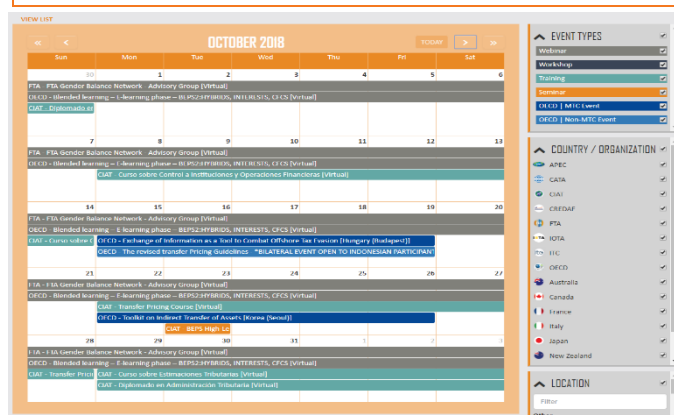 VIEW LIST
OCTOBER 2018
TODAY
Sun Mon Tue Wed Thu Fri Sat
30 1 2 3 4 5 6
FTA - FTA Gender Balance Network - Advisory Group [Virtual]
OECD - Blended learning – E-learning phase – BEPS2:HYBRIDS, INTERESTS, CFCS [Virtual]
CIAT - Diplomado en
7 8 9 10 11 12 13
FTA - FTA Gender Balance Network - Advisory Group [Virtual]
OECD - Blended learning – E-learning phase – BEPS2:HYBRIDS, INTERESTS, CFCS [Virtual]
CIAT - Curso sobre Control a Instituciones y Operaciones Financieras [Virtual]
14 15 16 17 18 19 20
FTA - FTA Gender Balance Network - Advisory Group [Virtual]
OECD - Blended learning – E-learning phase – BEPS2:HYBRIDS, INTERESTS, CFCS [Virtual]
CIAT - Curso sobre C OECD - Exchange of Information as a Tool to Combat Offshore Tax Evasion [Hungary (Budapest)]
OECD - The revised transfer Pricing Guidelines *BILATERAL EVENT OPEN TO INDONESIAN PARTICIPANT
21 22 23 24 25 26 27
FTA - FTA Gender Balance Network - Advisory Group [Virtual]
OECD - Blended learning – E-learning phase – BEPS2:HYBRIDS, INTERESTS, CFCS [Virtual]
CIAT - Transfer Pricing Course [Virtual]
OECD - Toolkit on Indirect Transfer of Assets [Korea (Seoul)]
CIAT - BEPS High-Le
28 29 30 31 1 2 3
FTA - FTA Gender Balance Network - Advisory Group [Virtual]
OECD - Blended learning – E-learning phase – BEPS2:HYBRIDS, INTERESTS, CFCS [Virtual]
CIAT - Transfer Prici CIAT - Curso sobre Estimaciones Tributarias [Virtual]
CIAT - Diplomado en Administración Tributaria [Virtual]
EVENT TYPES
Webinar
Workshop
Training
Seminar
OECD | MTC Event
OECD | Non-MTC Event
COUNTRY / ORGANIZATION
APEC
CATA
CIAT
CREDAF
FTA
IOTA
ITC
OECD
Australia
Canada
France
Italy
Japan
New Zealand
LOCATION
Filter